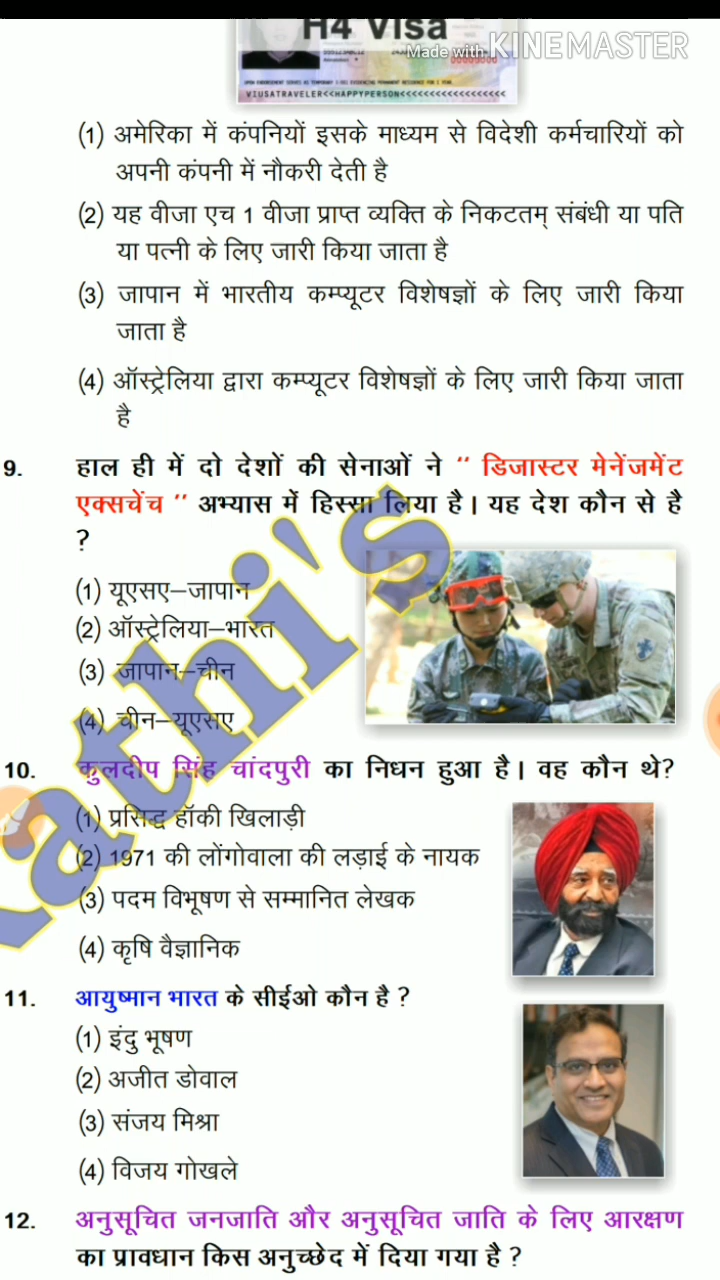 H4 Visa
Made with KINEMASTER
VIUSATRAVELER<<HAPPYPERSON<<<<<<<<<<<<<<<<<<<
(1) अमेरिका में कंपनियों इसके माध्यम से विदेशी कर्मचारियों को
अपनी कंपनी में नौकरी देती है
(2) यह वीजा एच 1 वीजा प्राप्त व्यक्ति के निकटतम् संबंधी या पति
या पत्नी के लिए जारी किया जाता है
(3) जापान में भारतीय कम्प्यूटर विशेषज्ञों के लिए जारी किया
जाता है
(4) ऑस्ट्रेलिया द्वारा कम्प्यूटर विशेषज्ञों के लिए जारी किया जाता
है
9. हाल ही में दो देशों की सेनाओं ने " डिजास्टर मेनेंजमेंट
एक्सचेंच " अभ्यास में हिस्सा लिया है। यह देश कौन से है
?
(1) यूएसए–जापान
(2) ऑस्ट्रेलिया–भारत
(3) जापान–चीन
(4) चीन–यूएसए
10. कुलदीप सिंह चांदपुरी का निधन हुआ है। वह कौन थे?
(1) प्रसिद्ध हॉकी खिलाड़ी
(2) 1971 की लोंगोवाला की लड़ाई के नायक
(3) पदम विभूषण से सम्मानित लेखक
(4) कृषि वैज्ञानिक
11. आयुष्मान भारत के सीईओ कौन है ?
(1) इंदु भूषण
(2) अजीत डोवाल
(3) संजय मिश्रा
(4) विजय गोखले
12. अनुसूचित जनजाति और अनुसूचित जाति के लिए आरक्षण
का प्रावधान किस अनुच्छेद में दिया गया है ?
athi's